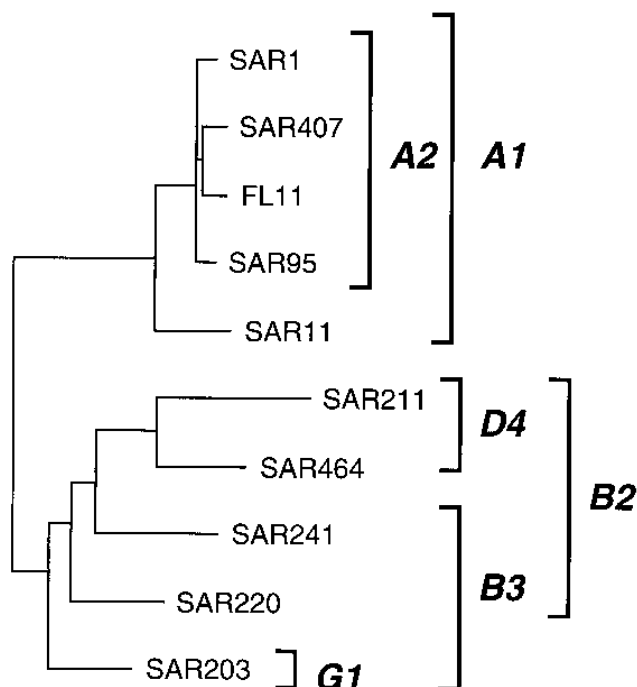 SAR1
SAR407
A2
A1
FL11
SAR95
SAR11
SAR211
D4
SAR464
B2
SAR241
B3
SAR220
SAR203
G1